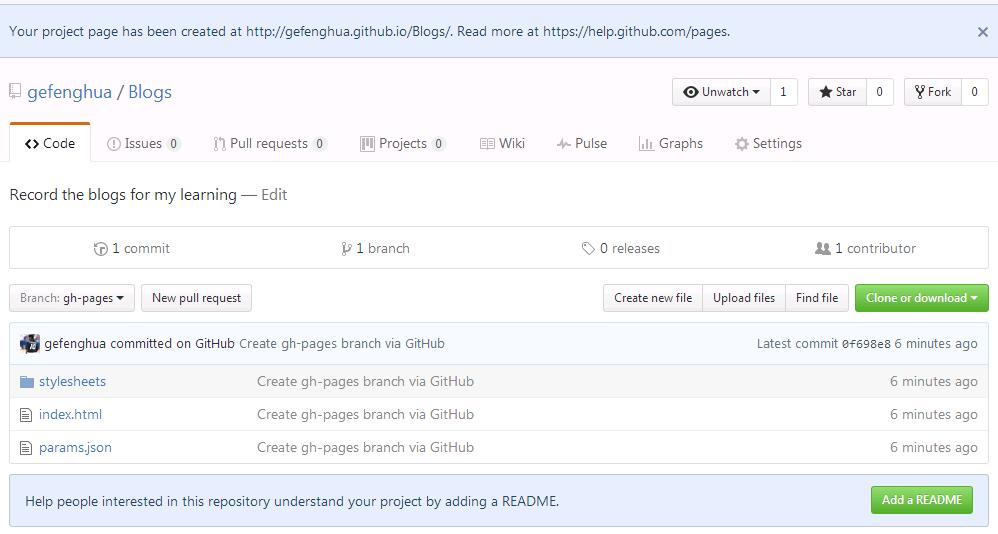 Your project page has been created at http://gefenghua.github.io/Blogs/. Read more at https://help.github.com/pages.
gefenghua / Blogs Unwatch 1 Star 0 Fork 0
Code Issues 0 Pull requests 0 Projects 0 Wiki Pulse Graphs Settings
Record the blogs for my learning — Edit
1 commit 1 branch 0 releases 1 contributor
Branch: gh-pages New pull request Create new file Upload files Find file Clone or download
gefenghua committed on GitHub Create gh-pages branch via GitHub Latest commit 0f698e8 6 minutes ago
stylesheets Create gh-pages branch via GitHub 6 minutes ago
index.html Create gh-pages branch via GitHub 6 minutes ago
params.json Create gh-pages branch via GitHub 6 minutes ago
Help people interested in this repository understand your project by adding a README. Add a README